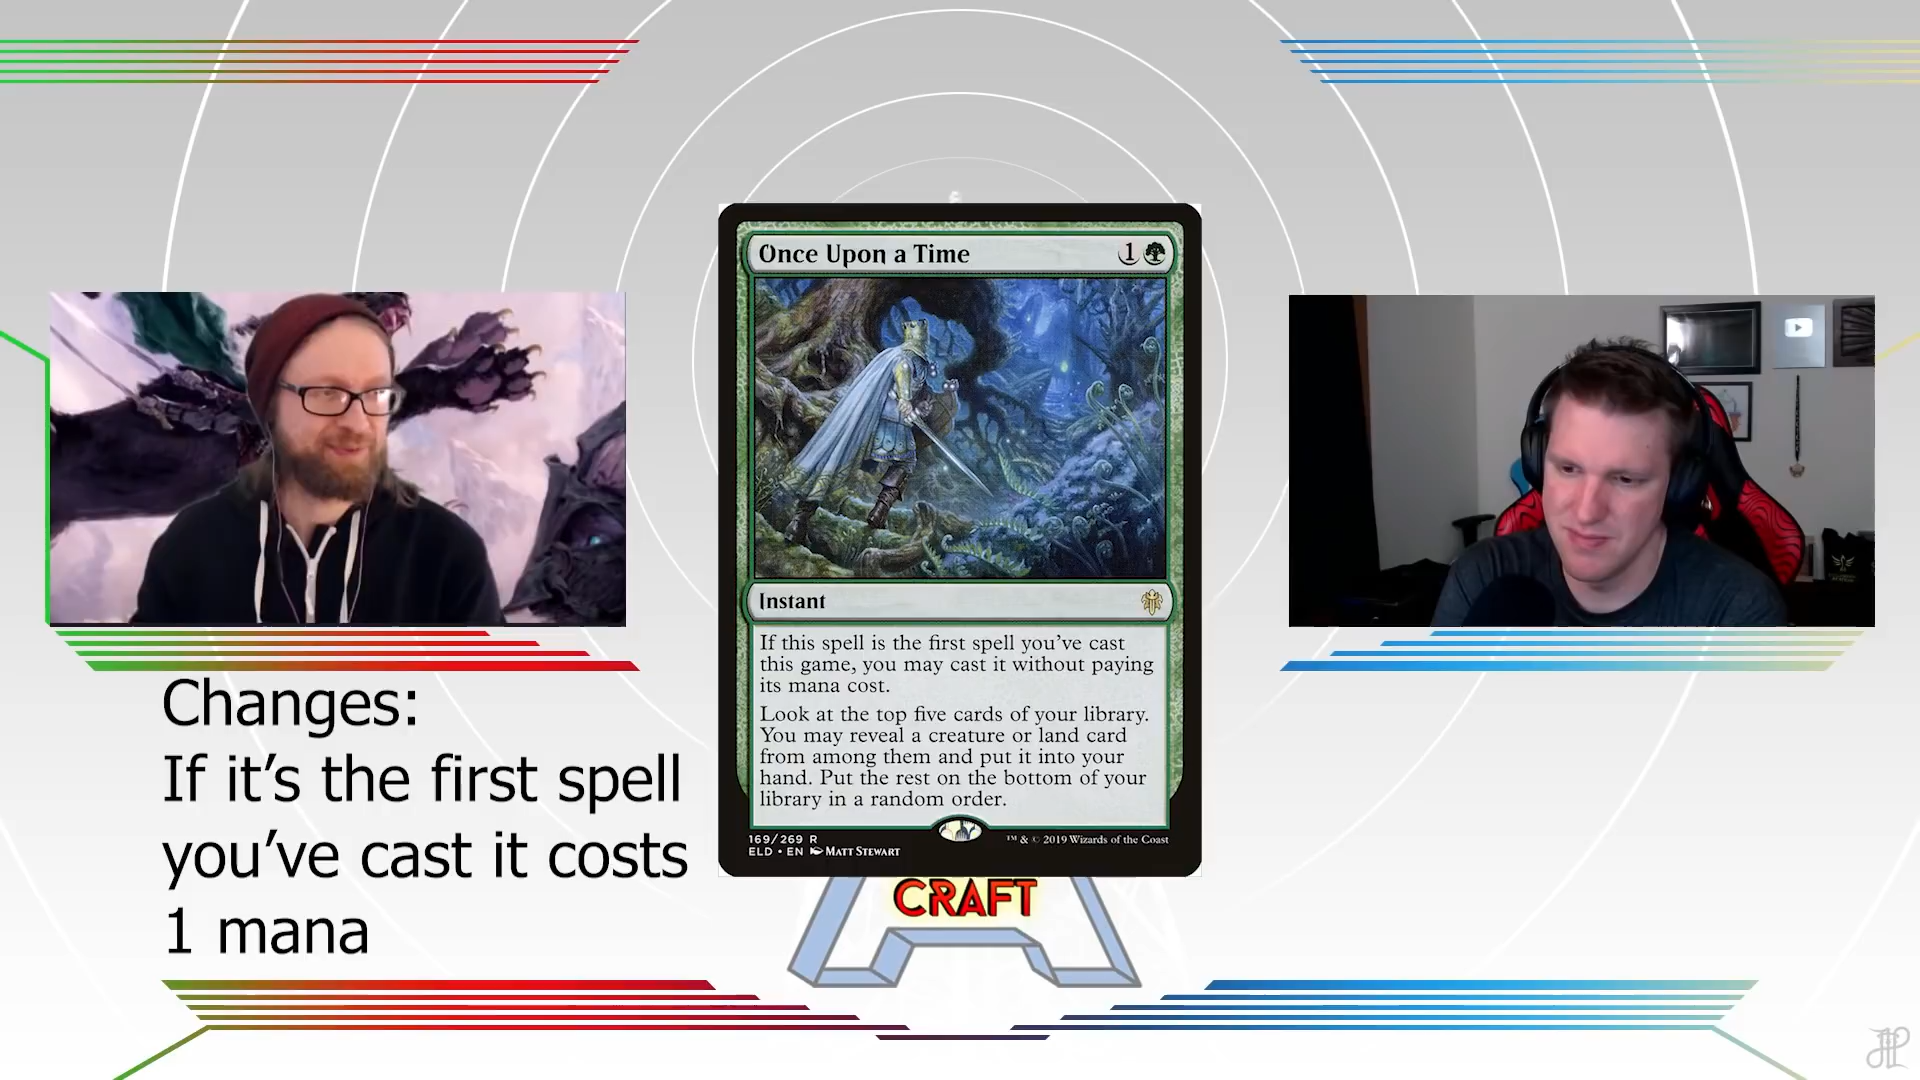 Once Upon a Time
1
Instant
If this spell is the first spell you've cast
this game, you may cast it without paying
its mana cost.
Look at the top five cards of your library.
You may reveal a creature or land card
from among them and put it into your
hand. Put the rest on the bottom of your
library in a random order.
169/269 R
ELD • EN MATT STEWART
™ & © 2019 Wizards of the Coast
Changes:
If it’s the first spell
you’ve cast it costs
1 mana
CRAFT